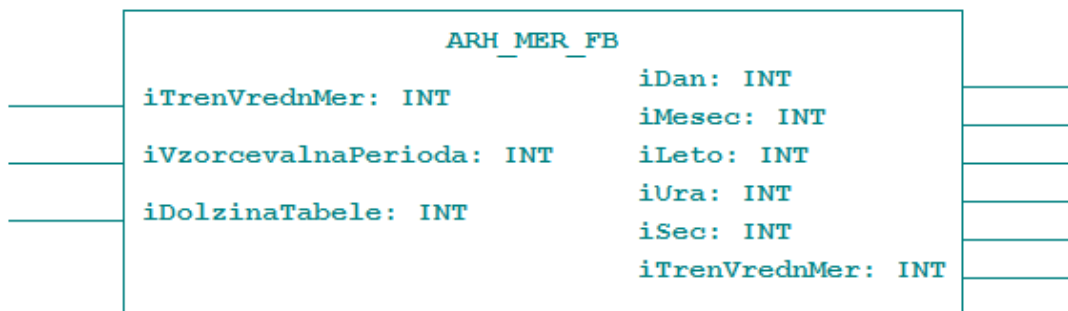 ARH_MER_FB
iTrenVrednMer: INT
iVzorcevalnaPerioda: INT
iDolzinaTabele: INT
iDan: INT
iMesec: INT
iLeto: INT
iUra: INT
iSec: INT
iTrenVrednMer: INT